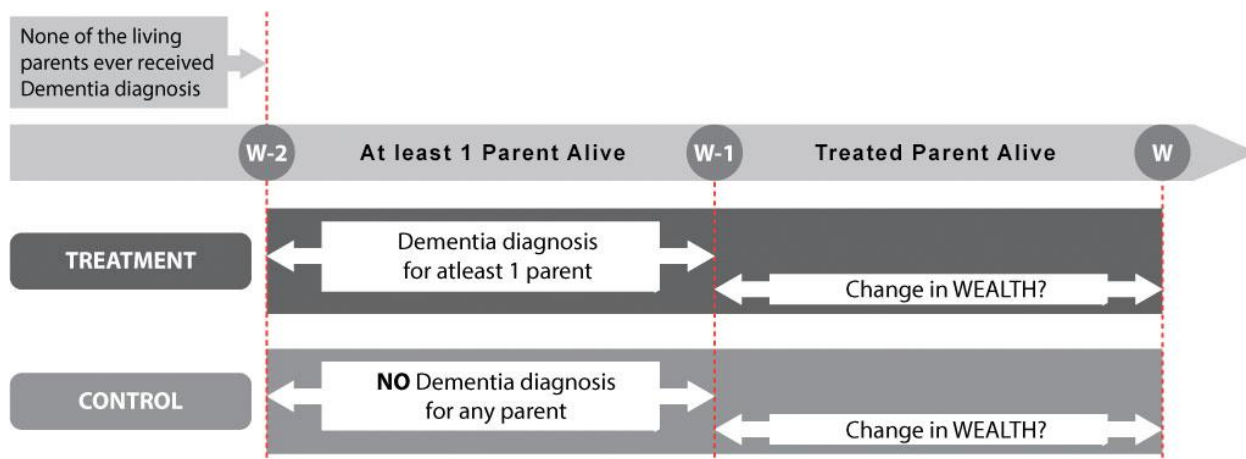 None of the living
parents ever received
Dementia diagnosis
W-2
At least 1 Parent Alive
W-1
Treated Parent Alive
W
TREATMENT
Dementia diagnosis
for atleast 1 parent
Change in WEALTH?
CONTROL
NO Dementia diagnosis
for any parent
Change in WEALTH?